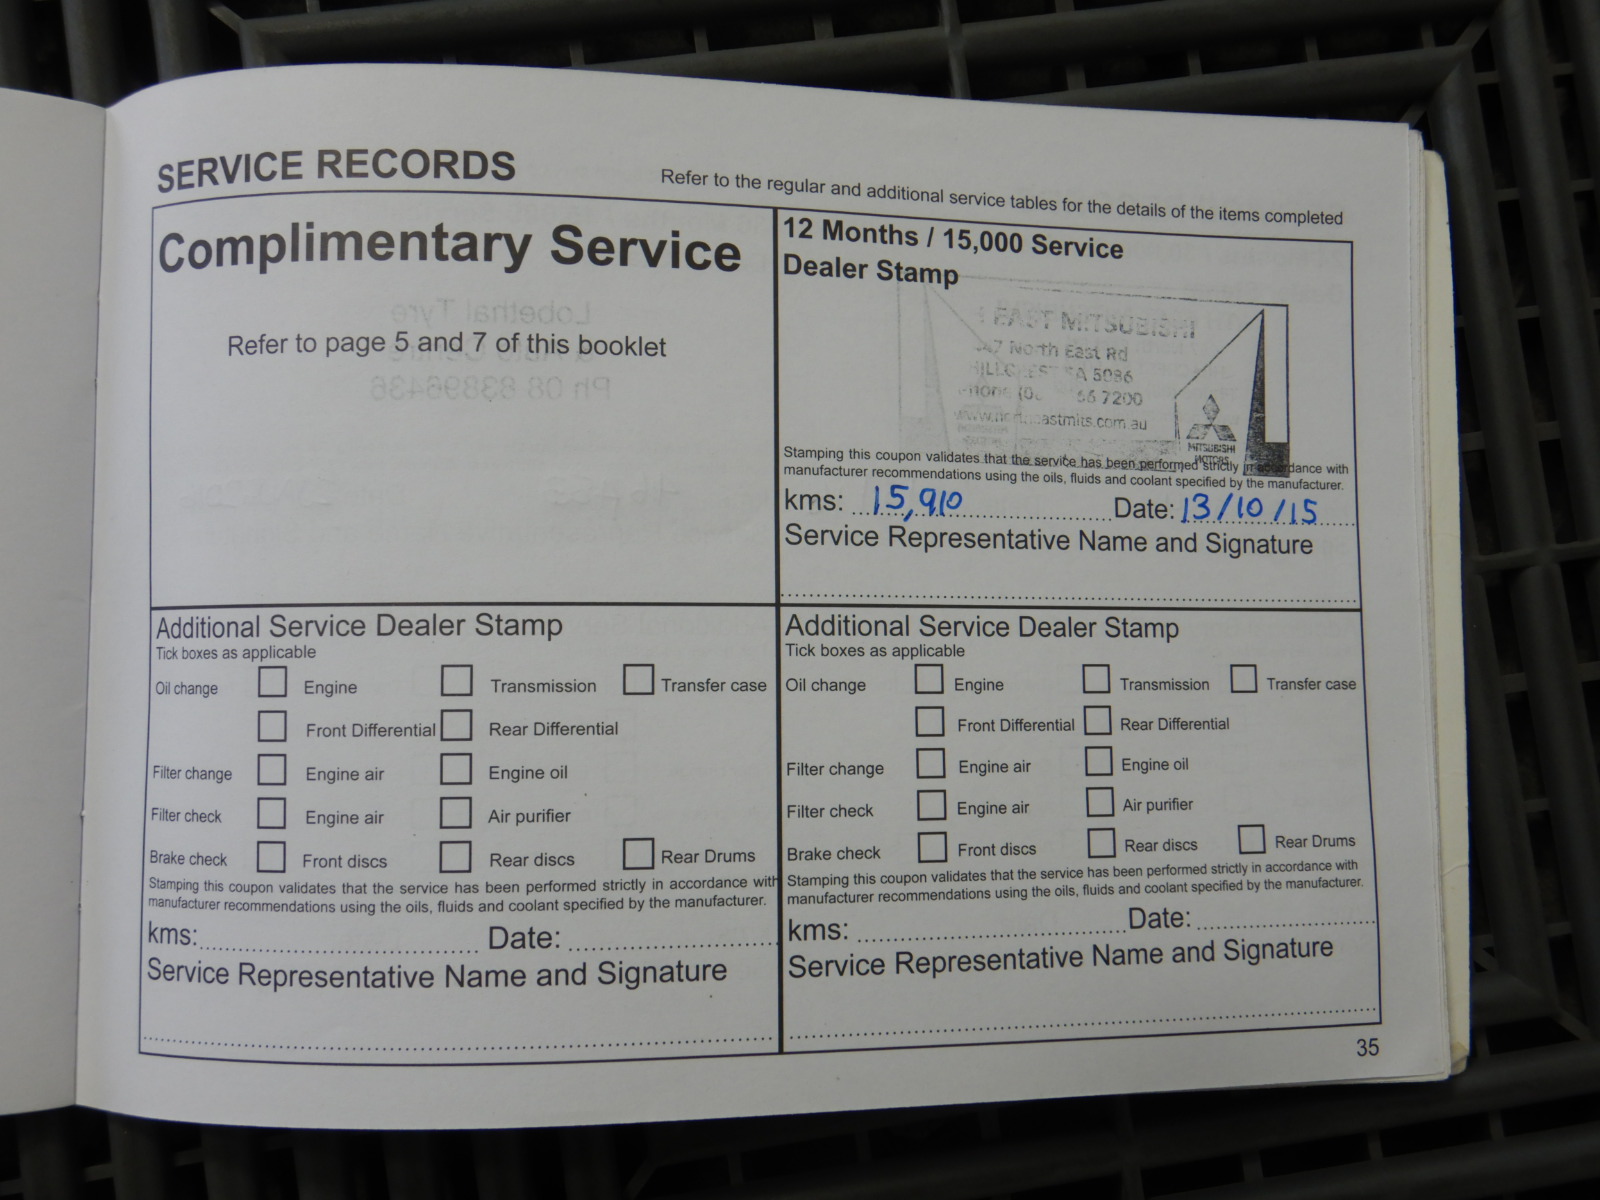 SERVICE RECORDS
Refer to the regular and additional service tables for the details of the items completed
Complimentary Service
Refer to page 5 and 7 of this booklet
12 Months / 15,000 Service
Dealer Stamp
EAST MITSUBISHI
North East Rd
SA 5086
7200
MITSUBISHI
MOTORS
Stamping this coupon validates that the service has been performed strictly in accordance with
manufacturer recommendations using the oils, fluids and coolant specified by the manufacturer.
kms: 15,910 Date: 13/10/15
Service Representative Name and Signature
Additional Service Dealer Stamp
Tick boxes as applicable
Oil change Engine Transmission Transfer case
Front Differential Rear Differential
Filter change Engine air Engine oil
Filter check Engine air Air purifier
Brake check Front discs Rear discs Rear Drums
Stamping this coupon validates that the service has been performed strictly in accordance with
manufacturer recommendations using the oils, fluids and coolant specified by the manufacturer.
kms: Date:
Service Representative Name and Signature
Additional Service Dealer Stamp
Tick boxes as applicable
Oil change Engine Transmission Transfer case
Front Differential Rear Differential
Filter change Engine air Engine oil
Filter check Engine air Air purifier
Brake check Front discs Rear discs Rear Drums
Stamping this coupon validates that the service has been performed strictly in accordance with
manufacturer recommendations using the oils, fluids and coolant specified by the manufacturer.
kms: Date:
Service Representative Name and Signature
35